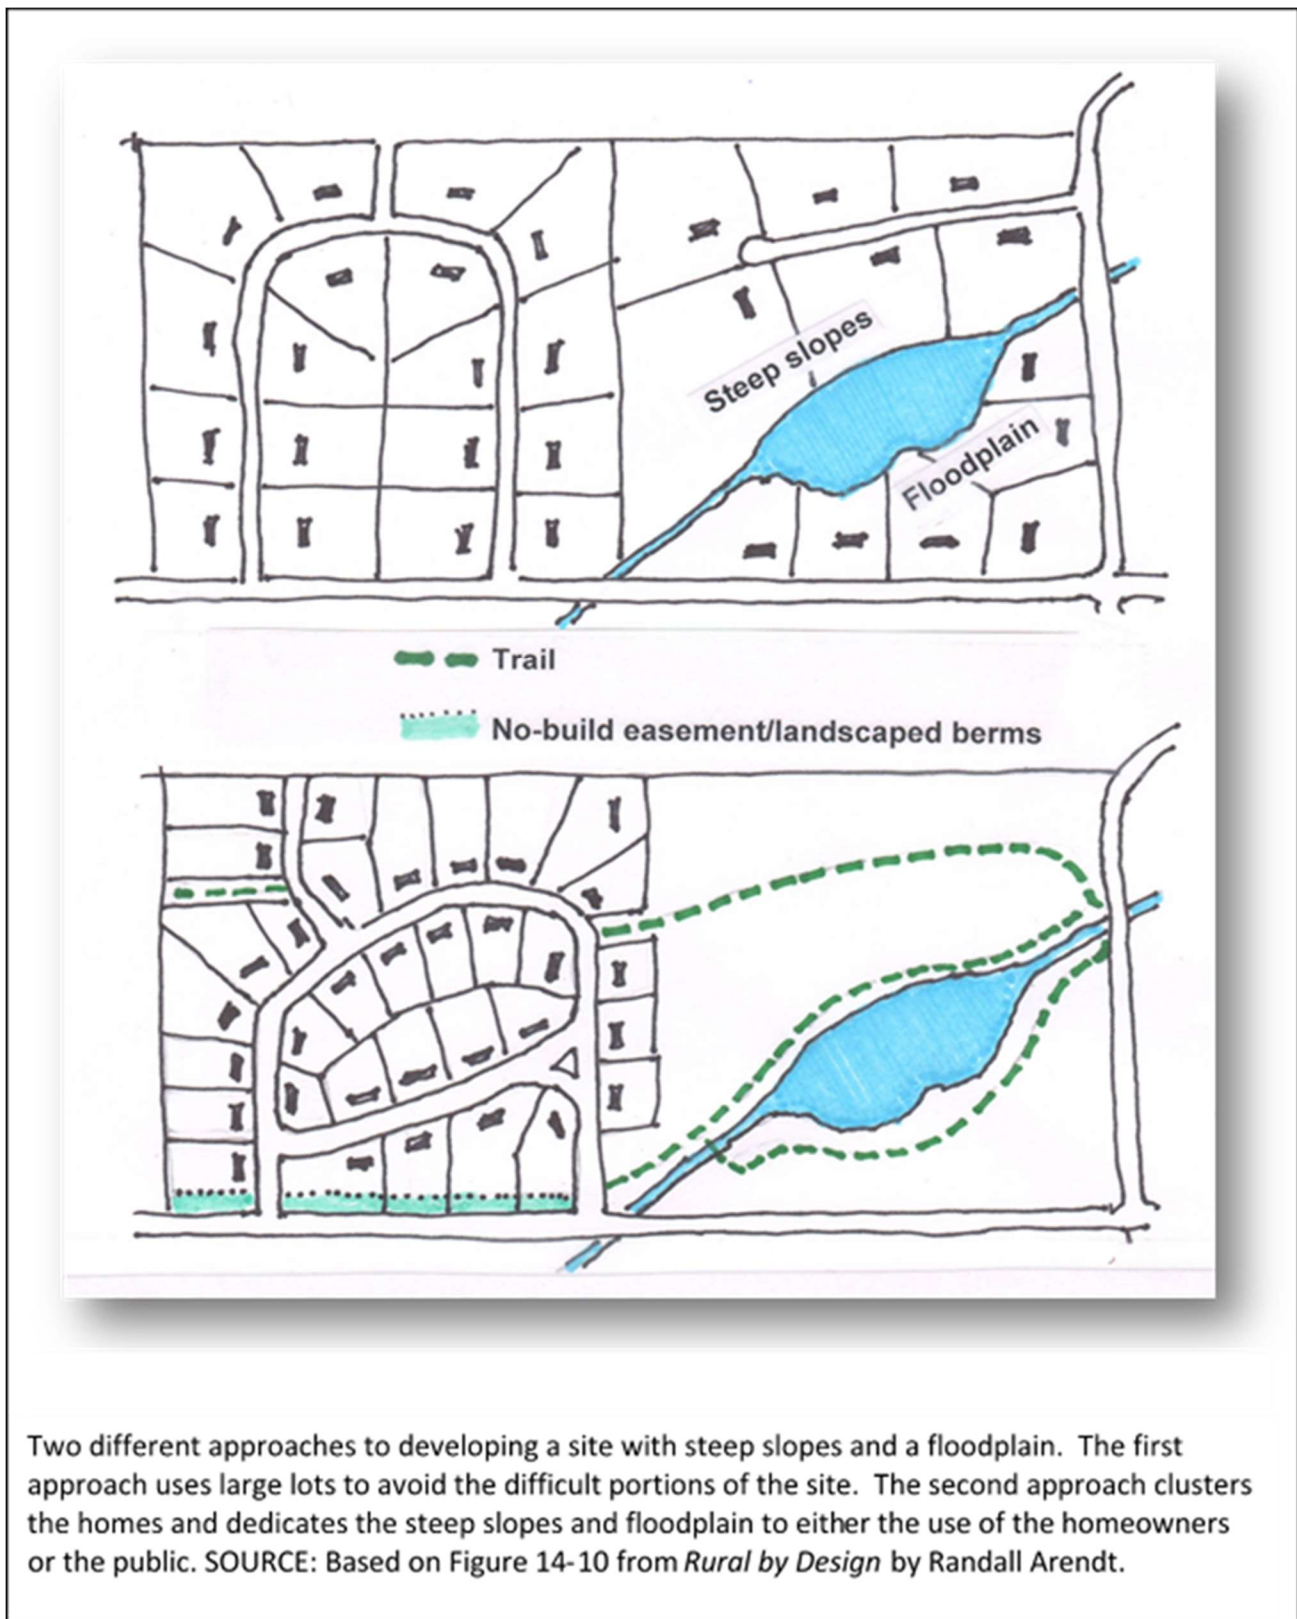 Steep slopes
Floodplain
Trail
No-build easement/landscaped berms
Two different approaches to developing a site with steep slopes and a floodplain.  The first
approach uses large lots to avoid the difficult portions of the site.  The second approach clusters
the homes and dedicates the steep slopes and floodplain to either the use of the homeowners
or the public. SOURCE: Based on Figure 14-10 from Rural by Design by Randall Arendt.